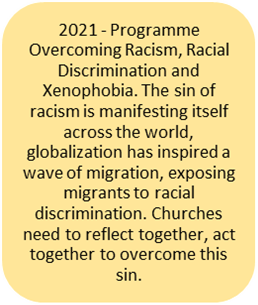 2021 - Programme
Overcoming Racism, Racial
Discrimination and
Xenophobia. The sin of
racism is manifesting itself
across the world,
globalization has inspired a
wave of migration, exposing
migrants to racial
discrimination. Churches
need to reflect together, act
together to overcome this
sin.